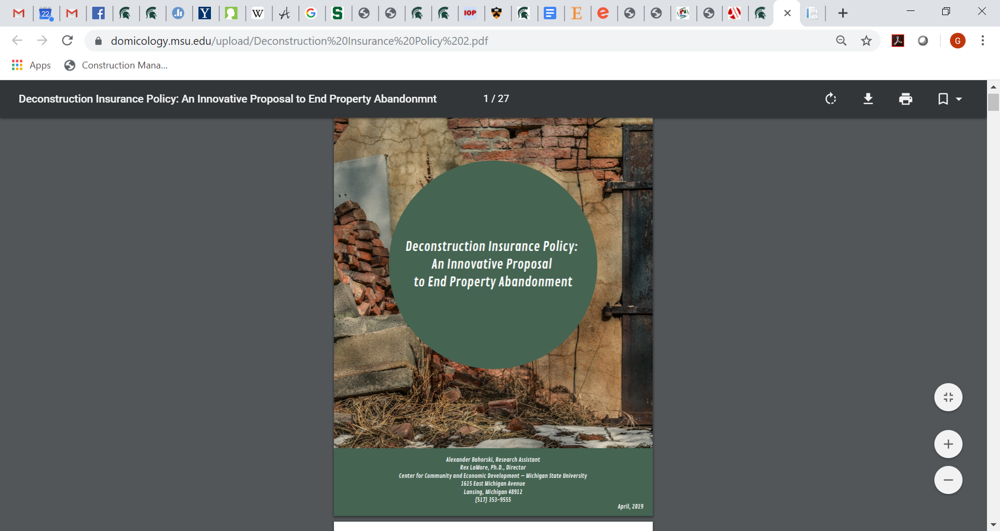 22
Y
W
G
S
IOP
E
e
domicology.msu.edu/upload/Deconstruction%20Insurance%20Policy%202.pdf
G
Apps
Construction Mana...
Deconstruction Insurance Policy: An Innovative Proposal to End Property Abandonmnt
1 / 27
Deconstruction Insurance Policy:
An Innovative Proposal
to End Property Abandonment
Alexander Bahorski, Research Assistant
Rex LaMore, Ph.D., Director
Center for Community and Economic Development – Michigan State University
1615 East Michigan Avenue
Lansing, Michigan 48912
(517) 353-9555
April, 2019